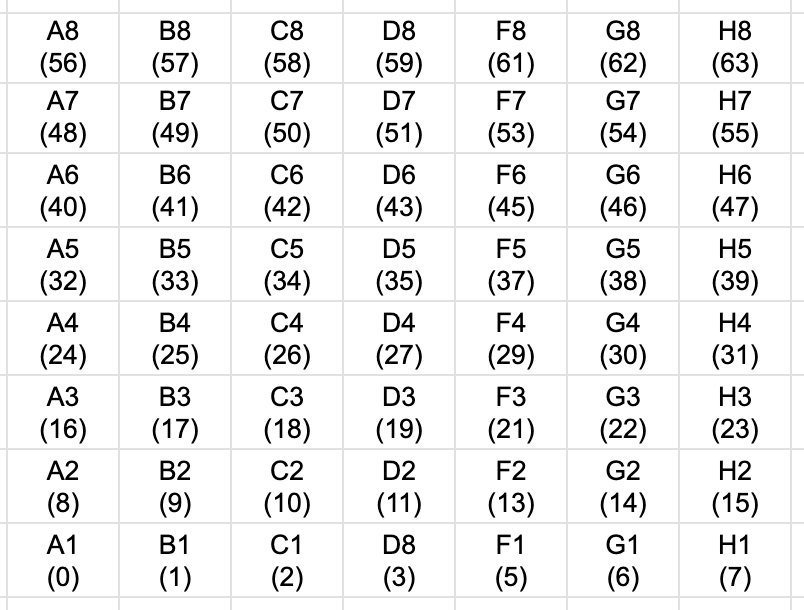 A8 B8 C8 D8 F8 G8 H8
(56) (57) (58) (59) (61) (62) (63)
A7 B7 C7 D7 F7 G7 H7
(48) (49) (50) (51) (53) (54) (55)
A6 B6 C6 D6 F6 G6 H6
(40) (41) (42) (43) (45) (46) (47)
A5 B5 C5 D5 F5 G5 H5
(32) (33) (34) (35) (37) (38) (39)
A4 B4 C4 D4 F4 G4 H4
(24) (25) (26) (27) (29) (30) (31)
A3 B3 C3 D3 F3 G3 H3
(16) (17) (18) (19) (21) (22) (23)
A2 B2 C2 D2 F2 G2 H2
(8) (9) (10) (11) (13) (14) (15)
A1 B1 C1 D8 F1 G1 H1
(0) (1) (2) (3) (5) (6) (7)